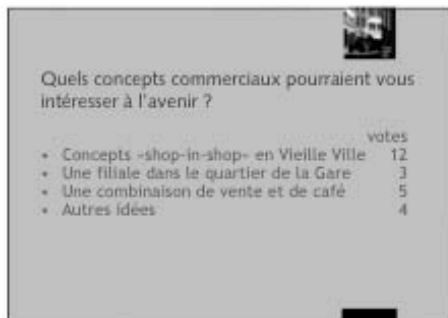 Quels concepts commerciaux pourraient vous
intéresser à l'avenir ?
votes
• Concepts «shop-in-shop» en Vieille Ville 12
• Une filiale dans le quartier de la Gare 3
• Une combinaison de vente et de café 5
• Autres idées 4